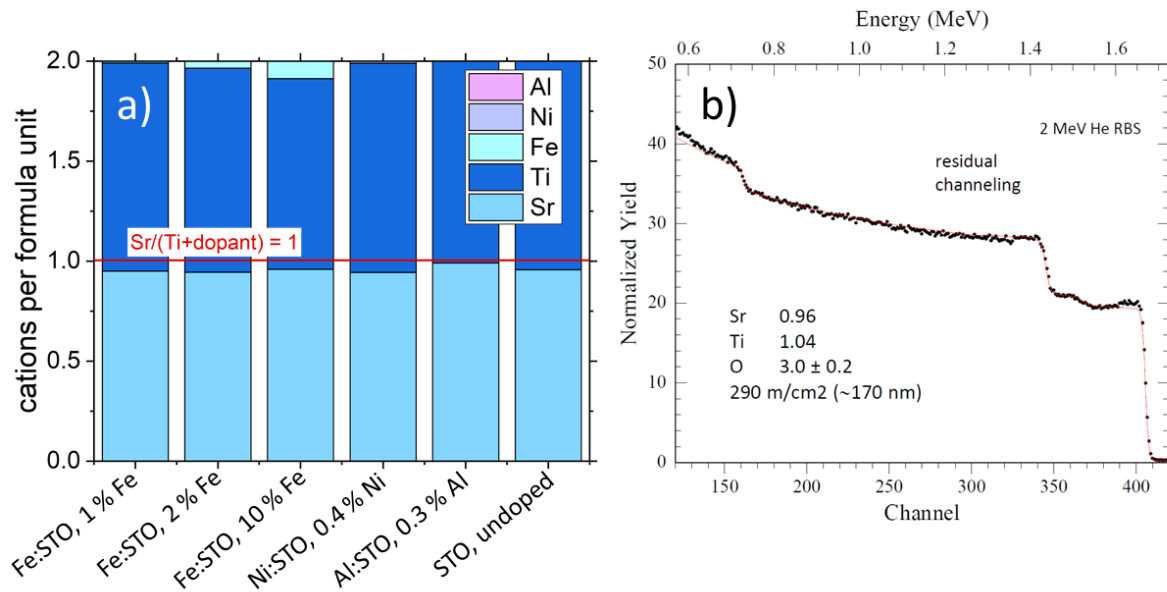 a)
cations per formula unit
2.0
1.5
1.0
0.5
0.0
Al
Ni
Fe
Ti
Sr
Sr/(Ti+dopant) = 1
Fe:STO, 1 % Fe
Fe:STO, 2 % Fe
Fe:STO, 10 % Fe
Ni:STO, 0.4 % Ni
Al:STO, 0.3 % Al
STO, undoped
Energy (MeV)
0.6 0.8 1.0 1.2 1.4 1.6
b)
2 MeV He RBS
residual
channeling
Normalized Yield
50
40
30
20
10
0
Sr 0.96
Ti 1.04
O 3.0 ± 0.2
290 m/cm2 (~170 nm)
150 200 250 300 350 400
Channel